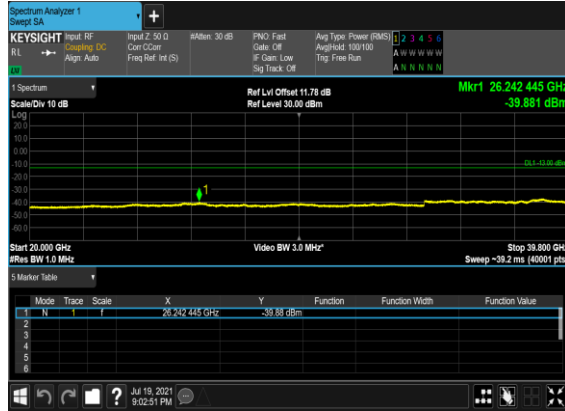 Spectrum Analyzer 1
Swept SA
+
KEYSIGHT Input: RF Input Z: 50 Ω #Atten: 30 dB PNO: Fast Avg Type: Power (RMS) 1 2 3 4 5 6
RL Coupling: DC Corr CCorr Gate: Off Avg|Hold: 100/100 A W W W W W
Align: Auto Freq Ref: Int (S) IF Gain: Low Trig: Free Run
Sig Track: Off A N N N N N
1 Spectrum Ref Lvl Offset 11.78 dB Mkr1 26.242 445 GHz
Scale/Div 10 dB Ref Level 30.00 dBm -39.881 dBm
Log
20.0
10.0
0.00
-10.0
DL1 -13.00 dBm
-20.0
-30.0
1
-40.0
-50.0
-60.0
Start 20.000 GHz Video BW 3.0 MHz* Stop 39.800 GHz
#Res BW 1.0 MHz Sweep ~39.2 ms (40001 pts
5 Marker Table
Mode Trace Scale X Y Function Function Width Function Value
1 N 1 f 26.242 445 GHz -39.88 dBm
2
3
4
5
6
? Jul 19, 2021
9:02:51 PM